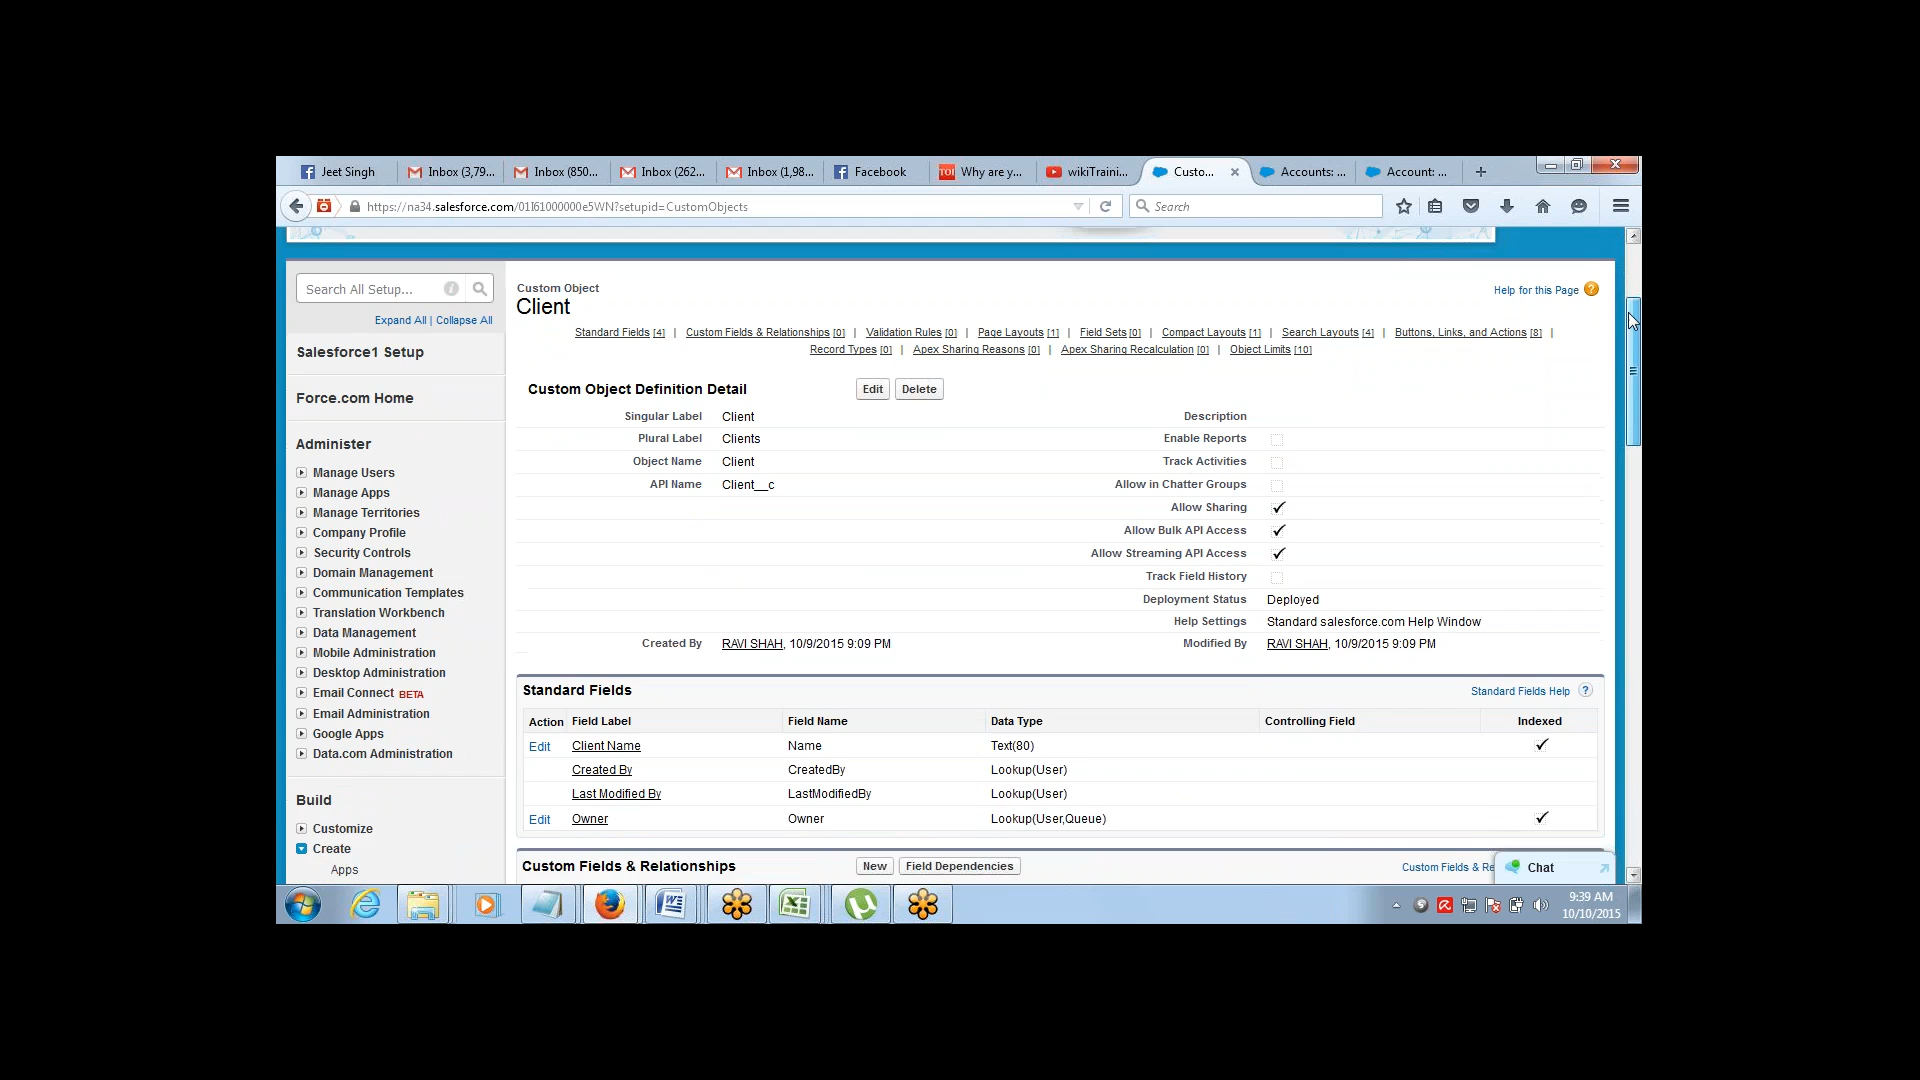 Jeet Singh Inbox (3,79... Inbox (850... Inbox (262... Inbox (1,98... Facebook TOI Why are y... wikiTraini... Custo... Accounts: ... Account: ...
https://na34.salesforce.com/01I61000000e5WN?setupid=CustomObjects Search
Search All Setup...
Expand All | Collapse All
Salesforce1 Setup
Force.com Home
Administer
Manage Users
Manage Apps
Manage Territories
Company Profile
Security Controls
Domain Management
Communication Templates
Translation Workbench
Data Management
Mobile Administration
Desktop Administration
Email Connect BETA
Email Administration
Google Apps
Data.com Administration
Build
Customize
Create
Apps
Custom Object
Client
Help for this Page ?
Standard Fields [4] | Custom Fields & Relationships [0] | Validation Rules [0] | Page Layouts [1] | Field Sets [0] | Compact Layouts [1] | Search Layouts [4] | Buttons, Links, and Actions [8] |
Record Types [0] | Apex Sharing Reasons [0] | Apex Sharing Recalculation [0] | Object Limits [10]
Custom Object Definition Detail Edit Delete
Singular Label Client Description
Plural Label Clients Enable Reports
Object Name Client Track Activities
API Name Client__c Allow in Chatter Groups
Allow Sharing
Allow Bulk API Access
Allow Streaming API Access
Track Field History
Deployment Status Deployed
Help Settings Standard salesforce.com Help Window
Created By RAVI SHAH, 10/9/2015 9:09 PM Modified By RAVI SHAH, 10/9/2015 9:09 PM
Standard Fields Standard Fields Help ?
Action Field Label Field Name Data Type Controlling Field Indexed
Edit Client Name Name Text(80)
Created By CreatedBy Lookup(User)
Last Modified By LastModifiedBy Lookup(User)
Edit Owner Owner Lookup(User,Queue)
Custom Fields & Relationships New Field Dependencies Custom Fields & Re
Chat
9:39 AM
10/10/2015